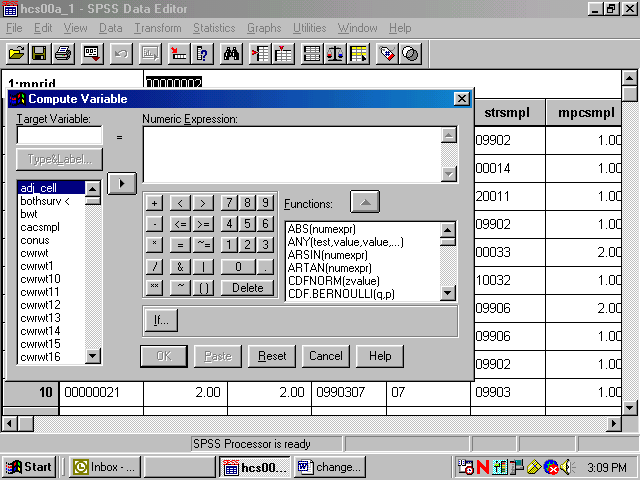 hcs00a_1 - SPSS Data Editor
File Edit View Data Transform Statistics Graphs Utilities Window Help
1:mprid 00000002
Compute Variable
Target Variable:
=
Numeric Expression:
Type&Label...
adj_cell
bothsurv <
bwt
cacsmpl
conus
cwrwt
cwrwt1
cwrwt10
cwrwt11
cwrwt12
cwrwt13
cwrwt14
cwrwt15
cwrwt16
+ < > 7 8 9
- <= >= 4 5 6
* = ~= 1 2 3
/ & | 0 .
** ~ ( ) Delete
Functions:
ABS(numexpr)
ANY(test,value,value,...)
ARSIN(numexpr)
ARTAN(numexpr)
CDFNORM(zvalue)
CDF.BERNOULLI(q,p)
If...
OK Paste Reset Cancel Help
strsmpl mpcsmpl
09902 1.00
00014 1.00
20011 1.00
00033 2.00
10032 1.00
09906 2.00
09906 1.00
09902 1.00
10 00000021 2.00 2.00 0990307 07 09903 1.00
SPSS Processor is ready
Start Inbox - ... hcs00... change... 3:09 PM